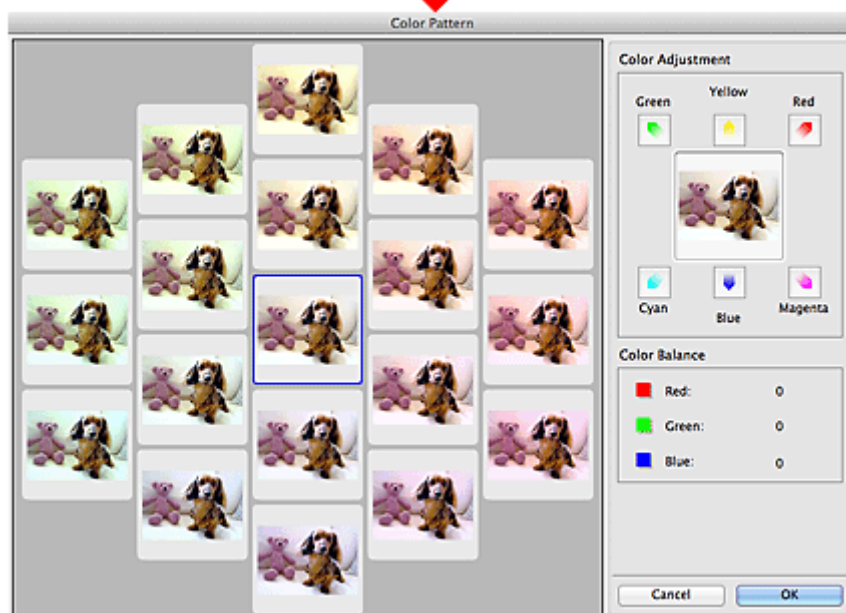 Color Pattern
Color Adjustment
Green
Yellow
Red
Cyan
Blue
Magenta
Color Balance
Red: 0
Green: 0
Blue: 0
Cancel
OK